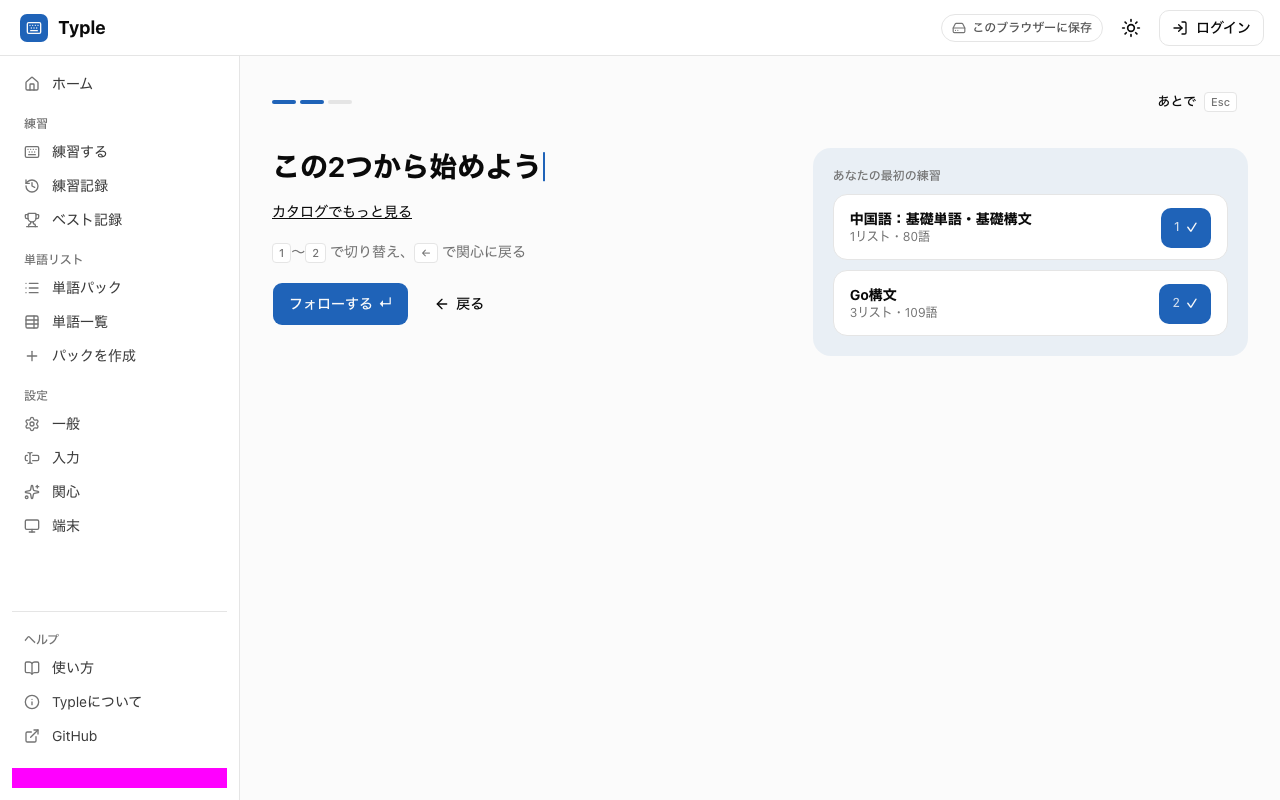 Typle
このブラウザーに保存
ログイン
ホーム
練習
練習する
練習記録
ベスト記録
単語リスト
単語パック
単語一覧
パックを作成
設定
一般
入力
関心
端末
ヘルプ
使い方
Typleについて
GitHub
あとで Esc
この2つから始めよう
カタログでもっと見る
1〜2 で切り替え、← で関心に戻る
フォローする ↵
← 戻る
あなたの最初の練習
中国語：基礎単語・基礎構文
1リスト・80語
1 ✓
Go構文
3リスト・109語
2 ✓